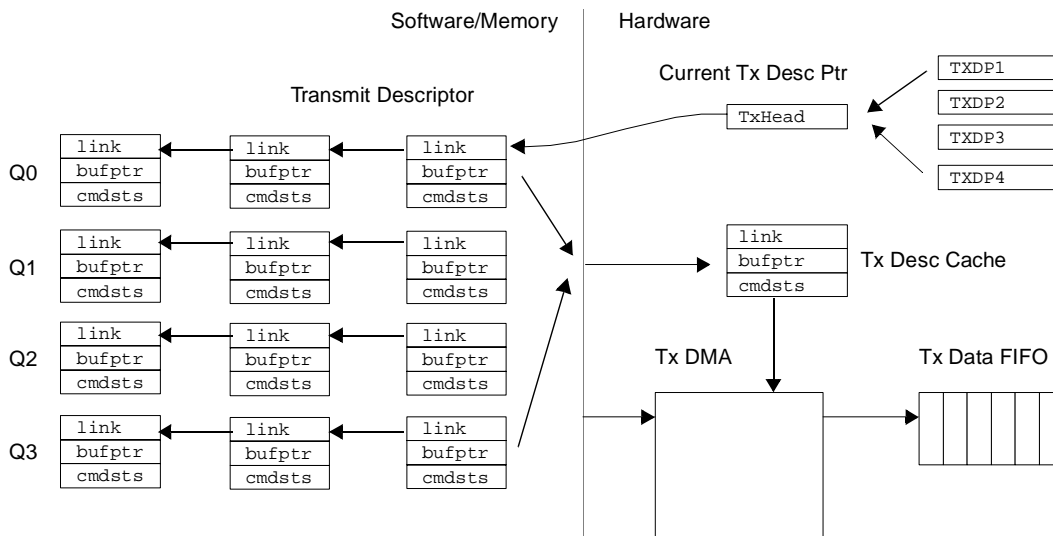 Software/Memory
Hardware
Current Tx Desc Ptr
TXDP1
TXDP2
TXDP3
TXDP4
TxHead
Transmit Descriptor
Q0
link
bufptr
cmdsts
link
bufptr
cmdsts
link
bufptr
cmdsts
Q1
link
bufptr
cmdsts
link
bufptr
cmdsts
link
bufptr
cmdsts
Q2
link
bufptr
cmdsts
link
bufptr
cmdsts
link
bufptr
cmdsts
Q3
link
bufptr
cmdsts
link
bufptr
cmdsts
link
bufptr
cmdsts
link
bufptr
cmdsts
Tx Desc Cache
Tx DMA
Tx Data FIFO